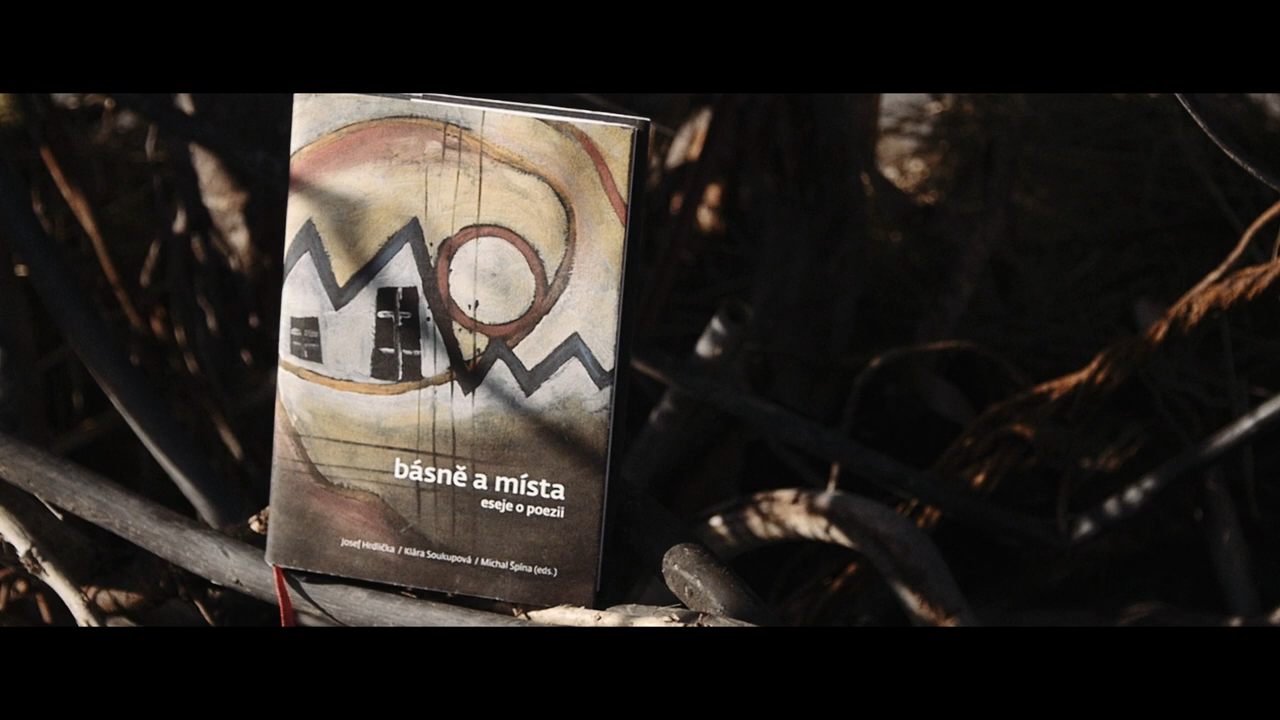 básně a místa
eseje o poezii
Josef Hrdlička / Klára Soukupová / Michal Špína (eds.)